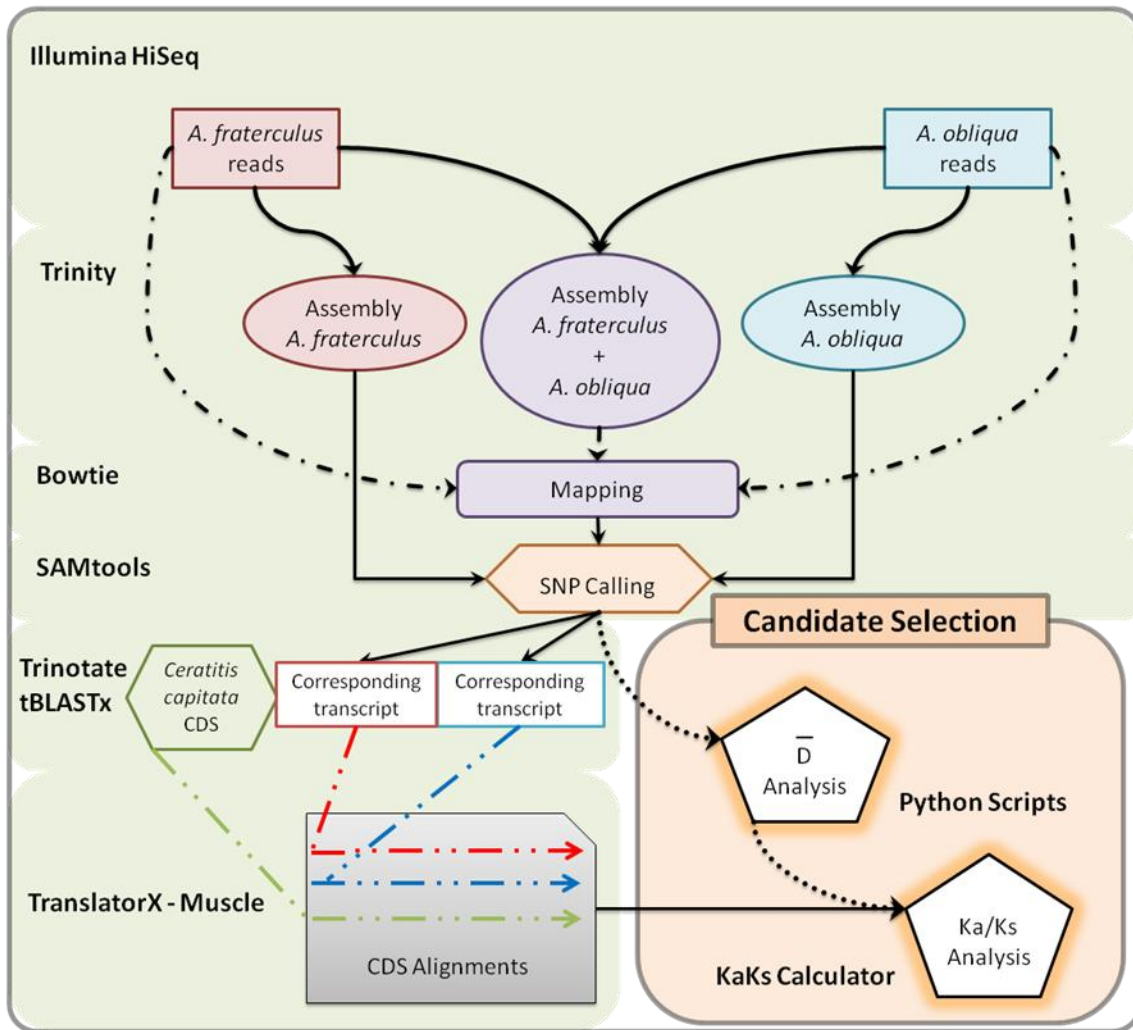 Illumina HiSeq
A. fraterculus
reads
A. obliqua
reads
Trinity
Assembly
A. fraterculus
Assembly
A. fraterculus
+
A. obliqua
Assembly
A. obliqua
Bowtie
Mapping
SAMtools
SNP Calling
Candidate Selection
Trinotate
tBLASTx
Ceratitis
capitata
CDS
Corresponding
transcript
Corresponding
transcript
D̅
Analysis
Python Scripts
TranslatorX - Muscle
CDS Alignments
Ka/Ks
Analysis
KaKs Calculator